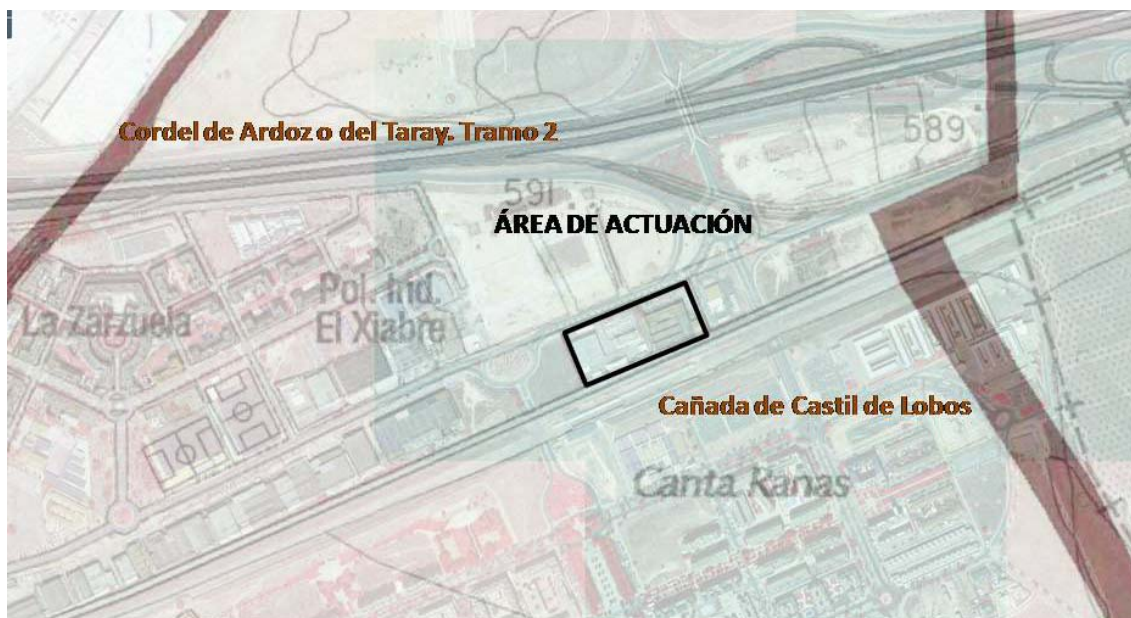 Cordel de Ardoz o del Taray. Tramo 2
589
591
ÁREA DE ACTUACIÓN
Pol. Ind.
El Xiabre
La Zarzuela
Cañada de Castil de Lobos
Canta Ranas